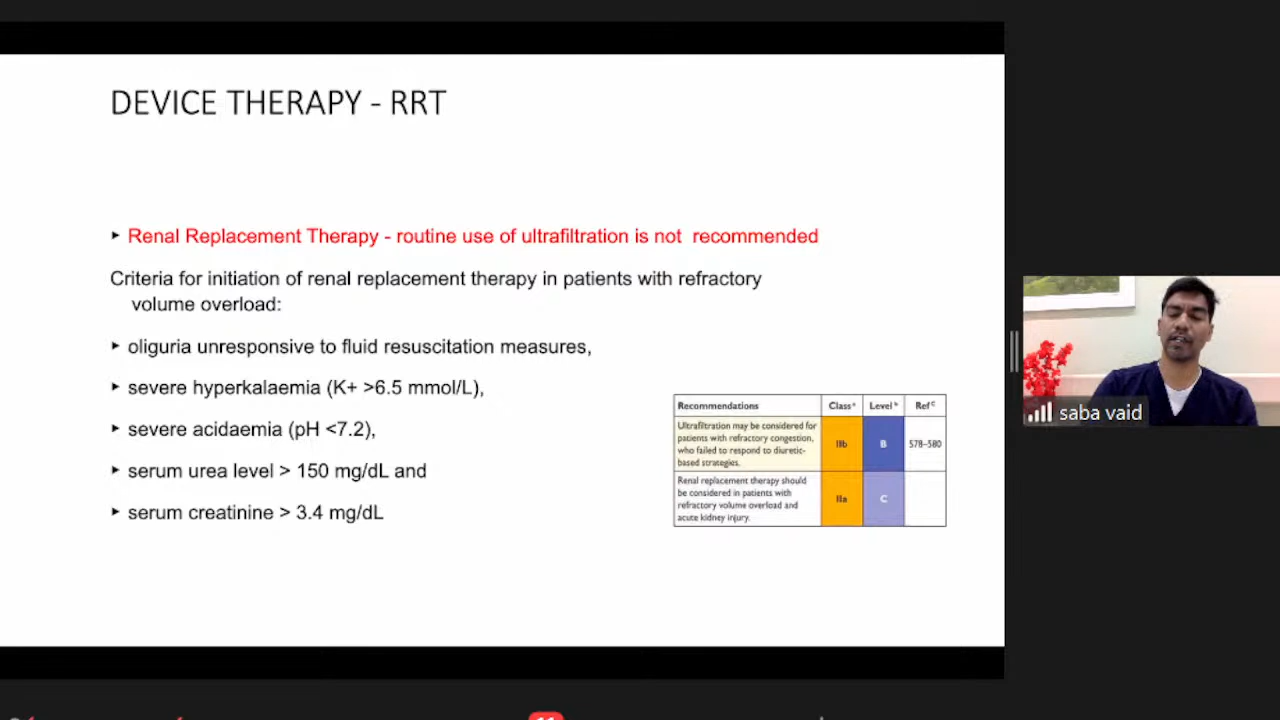 DEVICE THERAPY - RRT
Renal Replacement Therapy - routine use of ultrafiltration is not recommended
Criteria for initiation of renal replacement therapy in patients with refractory
volume overload:
oliguria unresponsive to fluid resuscitation measures,
severe hyperkalaemia (K+ >6.5 mmol/L),
severe acidaemia (pH <7.2),
serum urea level > 150 mg/dL and
serum creatinine > 3.4 mg/dL
Recommendations Class a Level b Ref c
Ultrafiltration may be considered for
patients with refractory congestion,
who failed to respond to diuretic-
based strategies.
IIb B 578–580
Renal replacement therapy should
be considered in patients with
refractory volume overload and
acute kidney injury.
IIa C
saba vaid